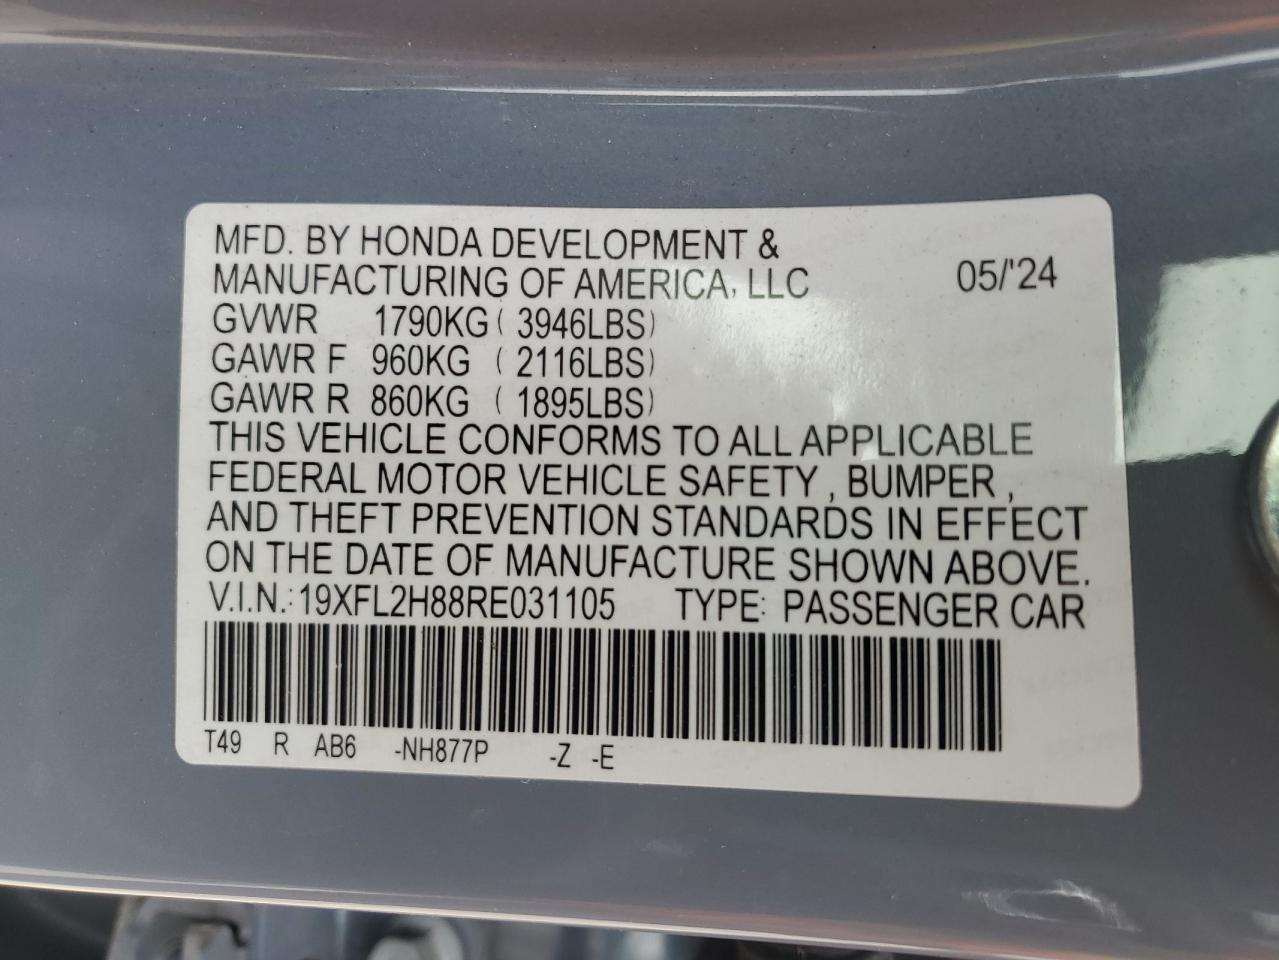 MFD. BY HONDA DEVELOPMENT &
MANUFACTURING OF AMERICA, LLC 05/'24
GVWR 1790KG ( 3946LBS)
GAWR F 960KG ( 2116LBS)
GAWR R 860KG ( 1895LBS)
THIS VEHICLE CONFORMS TO ALL APPLICABLE
FEDERAL MOTOR VEHICLE SAFETY , BUMPER ,
AND THEFT PREVENTION STANDARDS IN EFFECT
ON THE DATE OF MANUFACTURE SHOWN ABOVE.
V.I.N.: 19XFL2H88RE031105 TYPE: PASSENGER CAR
T49 R AB6 -NH877P -Z -E